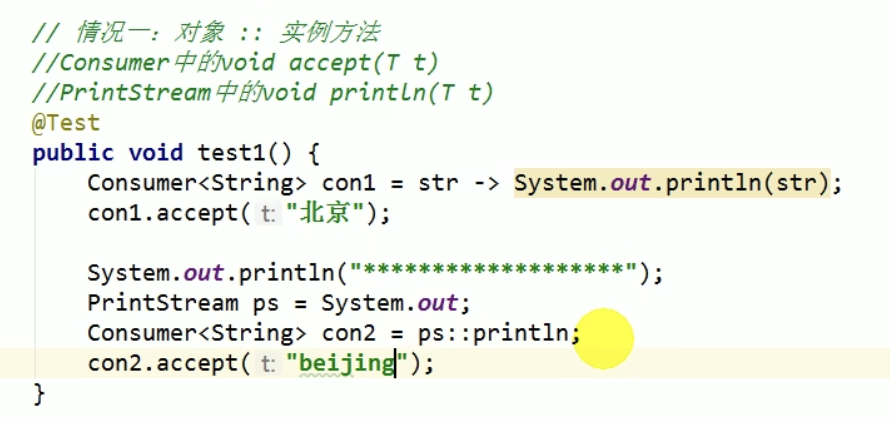 // 情况一：对象 :: 实例方法
//Consumer中的void accept(T t)
//PrintStream中的void println(T t)
@Test
public void test1() {
    Consumer<String> con1 = str -> System.out.println(str);
    con1.accept( t: "北京");
    System.out.println("*******************");
    PrintStream ps = System.out;
    Consumer<String> con2 = ps::println;
    con2.accept( t: "beijing");
}